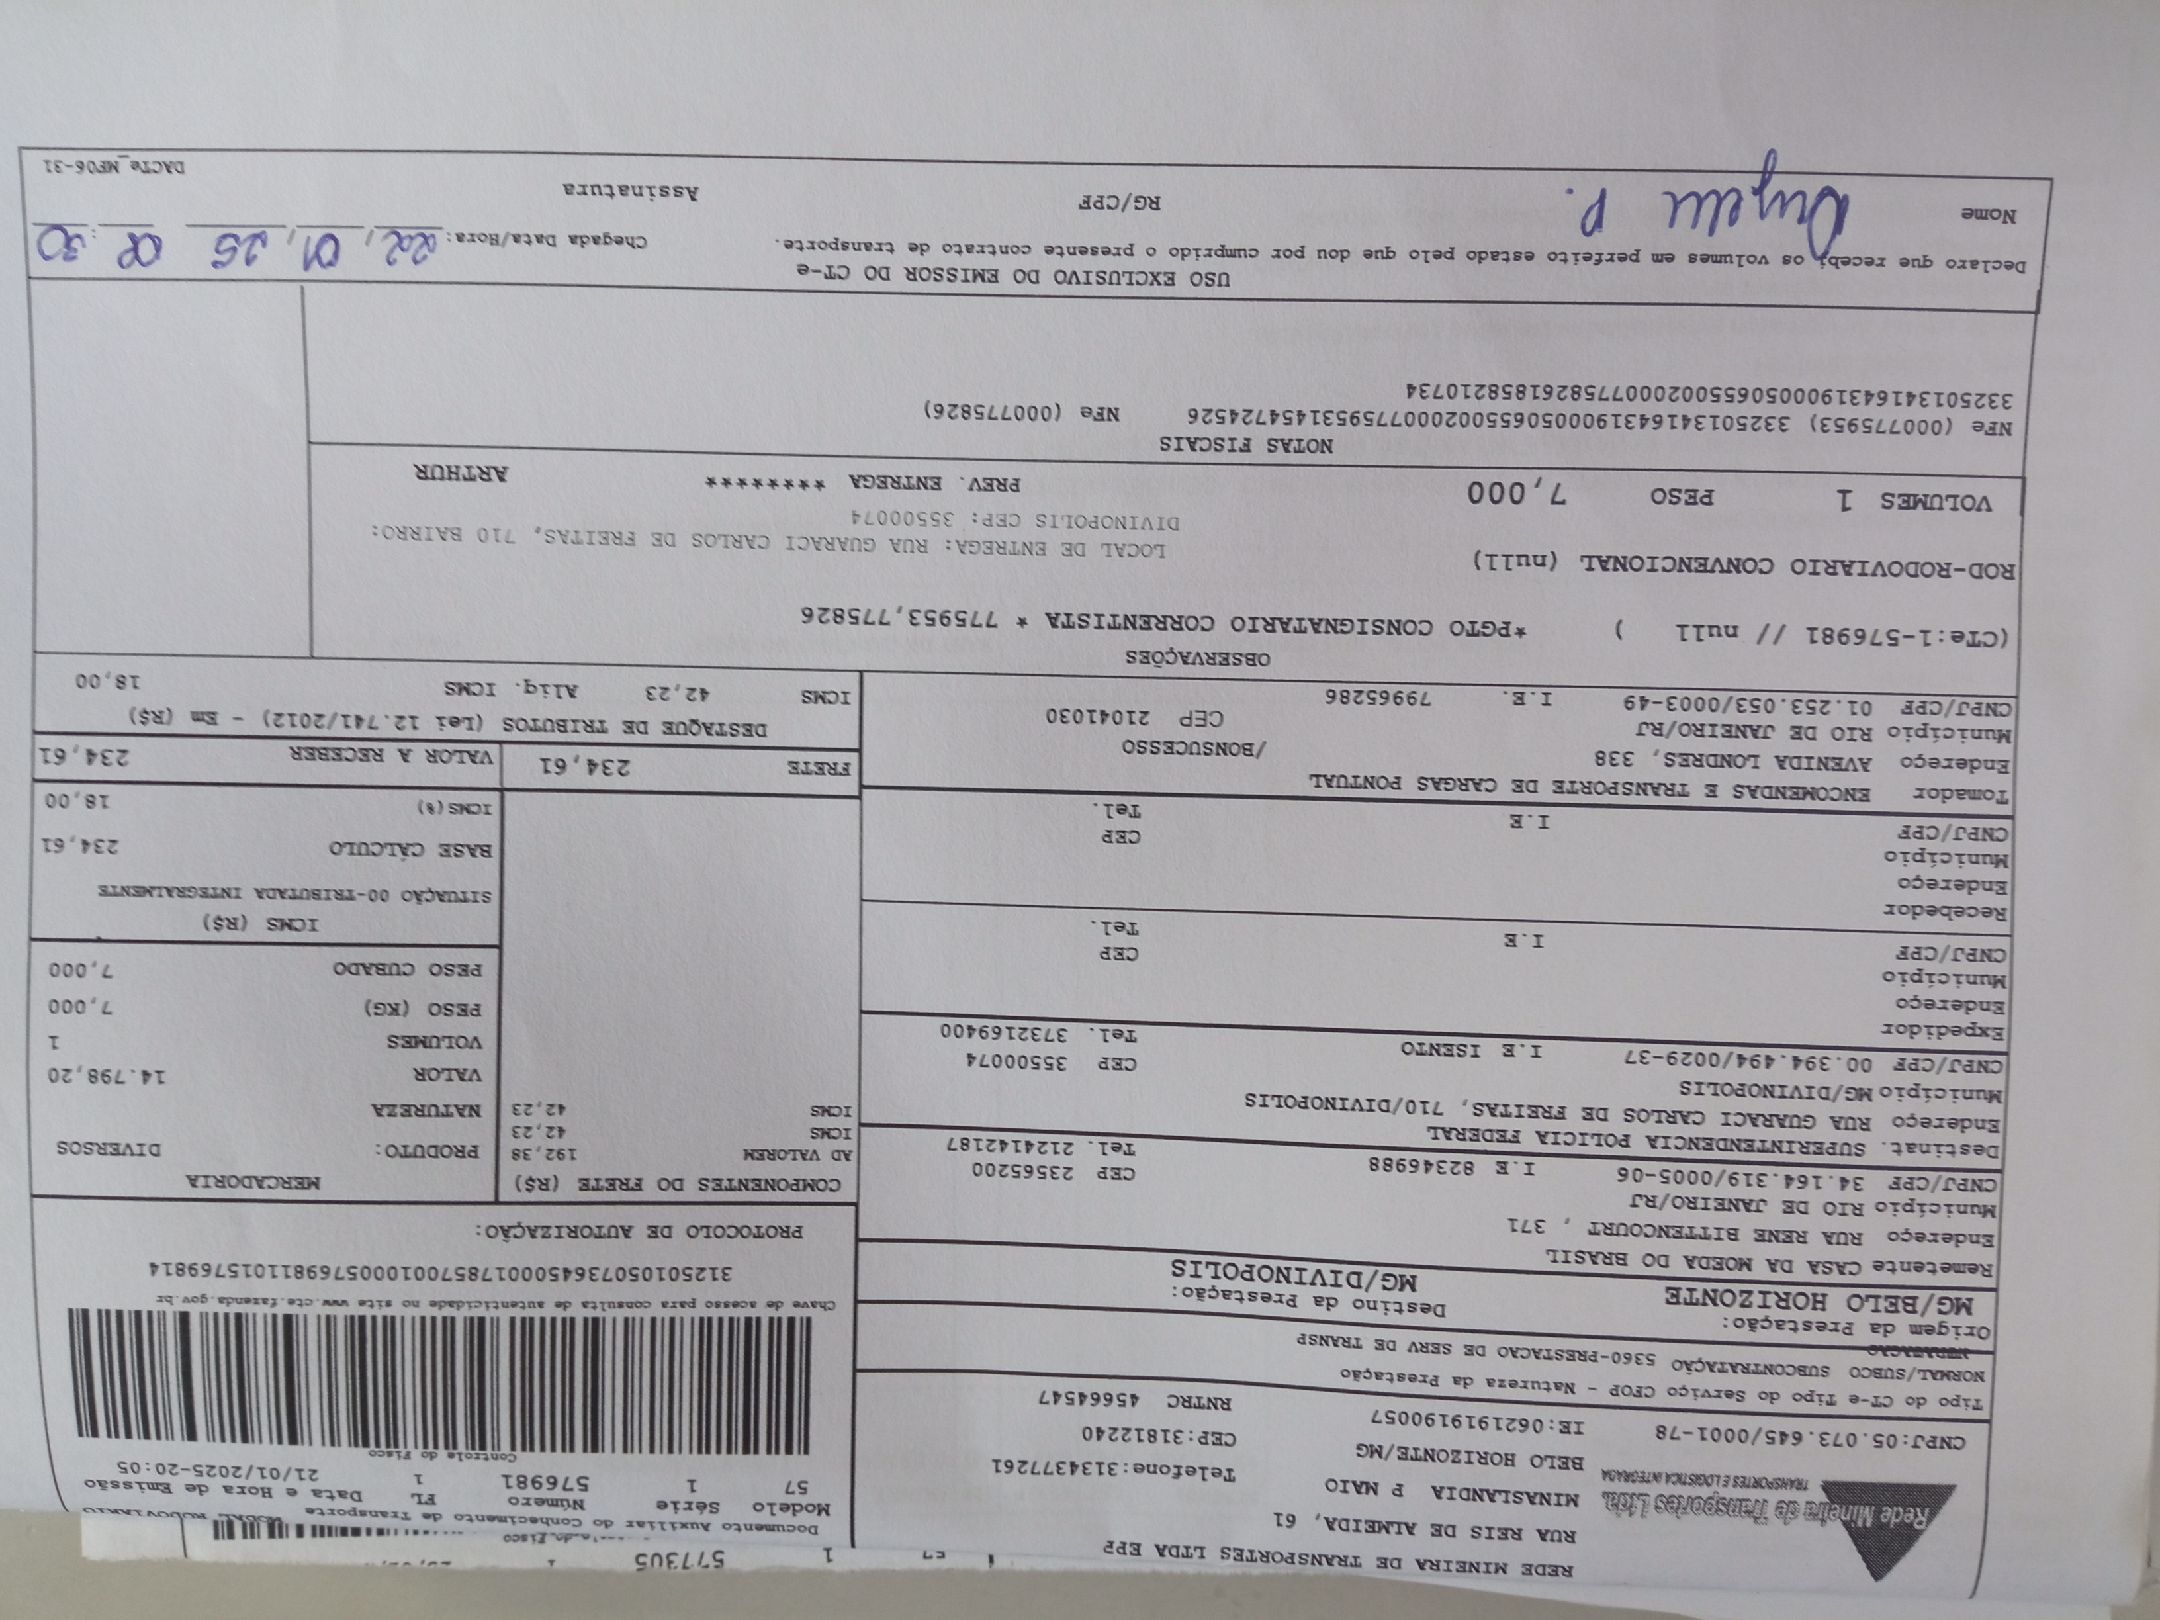 577305
REDE MINEIRA DE TRANSPORTES LTDA EPP
RUA REIS DE ALMEIDA, 61
MINASLANDIA P MAIO
Telefone:3134377261
BELO HORIZONTE/MG
CEP:31812240
CNPJ:05.073.645/0001-78 IE:0621919190057
RNTRC 45664547
Rede Mineira de Transportes Ltda.
TRANSPORTES E LOGÍSTICA INTEGRADA
Documento Auxiliar do Conhecimento de Transporte
Modelo Série Número FL Data e Hora de Emissão
57 1 576981 1 21/01/2025-20:05
Controle do Fisco
Chave de acesso para consulta de autenticidade no site www.cte.fazenda.gov.br
31250105073645000178570010005769811015769814
PROTOCOLO DE AUTORIZAÇÃO:
Tipo do CT-e Tipo do Serviço CFOP - Natureza da Prestação
NORMAL/SUBCO SUBCONTRATAÇÃO 5360-PRESTACAO DE SERV DE TRANSP
Origem da Prestação: Destino da Prestação:
MG/BELO HORIZONTE MG/DIVINOPOLIS
Remetente CASA DA MOEDA DO BRASIL
Endereço RUA RENE BITTENCOURT , 371
Município RIO DE JANEIRO/RJ CEP 23565200
CNPJ/CPF 34.164.319/0005-06 I.E 82346988 Tel. 2124142187
Destinat. SUPERINTENDENCIA POLICIA FEDERAL
Endereço RUA GUARACI CARLOS DE FREITAS, 710/DIVINOPOLIS
Município MG/DIVINOPOLIS CEP 35500074
CNPJ/CPF 00.394.494/0029-37 I.E ISENTO Tel. 3732169400
Expedidor
Endereço
Município CEP
CNPJ/CPF I.E Tel.
Recebedor
Endereço
Município CEP
CNPJ/CPF I.E Tel.
Tomador ENCOMENDAS E TRANSPORTE DE CARGAS PONTUAL
Endereço AVENIDA LONDRES, 338 /BONSUCESSO
Município RIO DE JANEIRO/RJ CEP 21041030
CNPJ/CPF 01.253.053/0003-49 I.E. 79965286
COMPONENTES DO FRETE (R$)
AD VALOREM 192,38
ICMS 42,23
ICMS 42,23
MERCADORIA
PRODUTO: DIVERSOS
NATUREZA
VALOR 14.798,20
VOLUMES 1
PESO (KG) 7,000
PESO CUBADO 7,000
ICMS (R$)
SITUAÇÃO 00-TRIBUTADA INTEGRALMENTE
BASE CÁLCULO 234,61
ICMS(%) 18,00
FRETE 234,61 VALOR A RECEBER 234,61
DESTAQUE DE TRIBUTOS (Lei 12.741/2012) - Em (R$)
ICMS 42,23 Aliq. ICMS 18,00
OBSERVAÇÕES
(CTe:1-576981 // null ) *PGTO CONSIGNATARIO CORRENTISTA * 775953,775826
ROD-RODOVIARIO CONVENCIONAL (null)
LOCAL DE ENTREGA: RUA GUARACI CARLOS DE FREITAS, 710 BAIRRO:
DIVINOPOLIS CEP: 35500074
VOLUMES 1 PESO 7,000 PREV. ENTREGA ******** ARTHUR
NOTAS FISCAIS
NFe (000775953) 33250134164319000506550020007759531454724526 NFe (000775826)
33250134164319000506550020007758261858210734
USO EXCLUSIVO DO EMISSOR DO CT-e
Declaro que recebi os volumes em perfeito estado pelo que dou por cumprido o presente contrato de transporte.
Chegada Data/Hora: 22, 01, 25 : 30
Nome P. RG/CPF Assinatura
DACTe_MF06-31